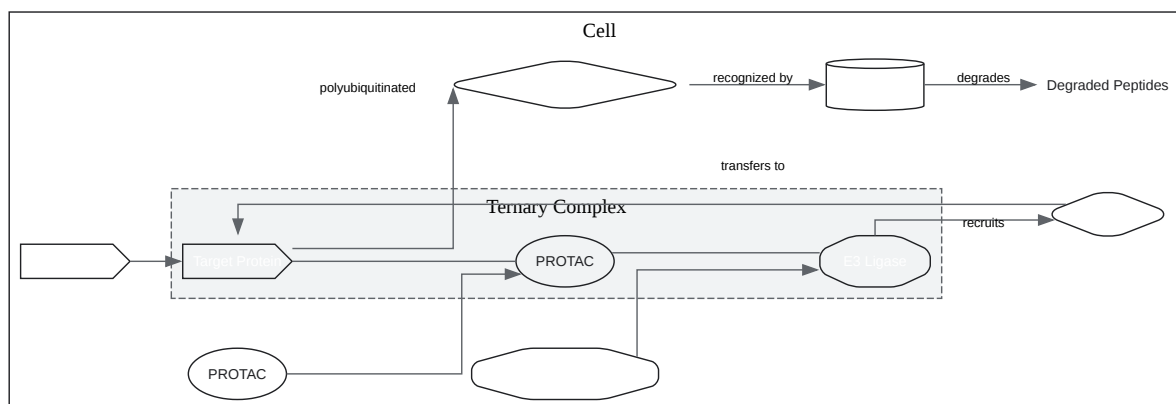 Cell
polyubiquitinated
recognized by
degrades
Degraded Peptides
transfers to
Ternary Complex
recruits
Target Protein
PROTAC
E3 Ligase
PROTAC